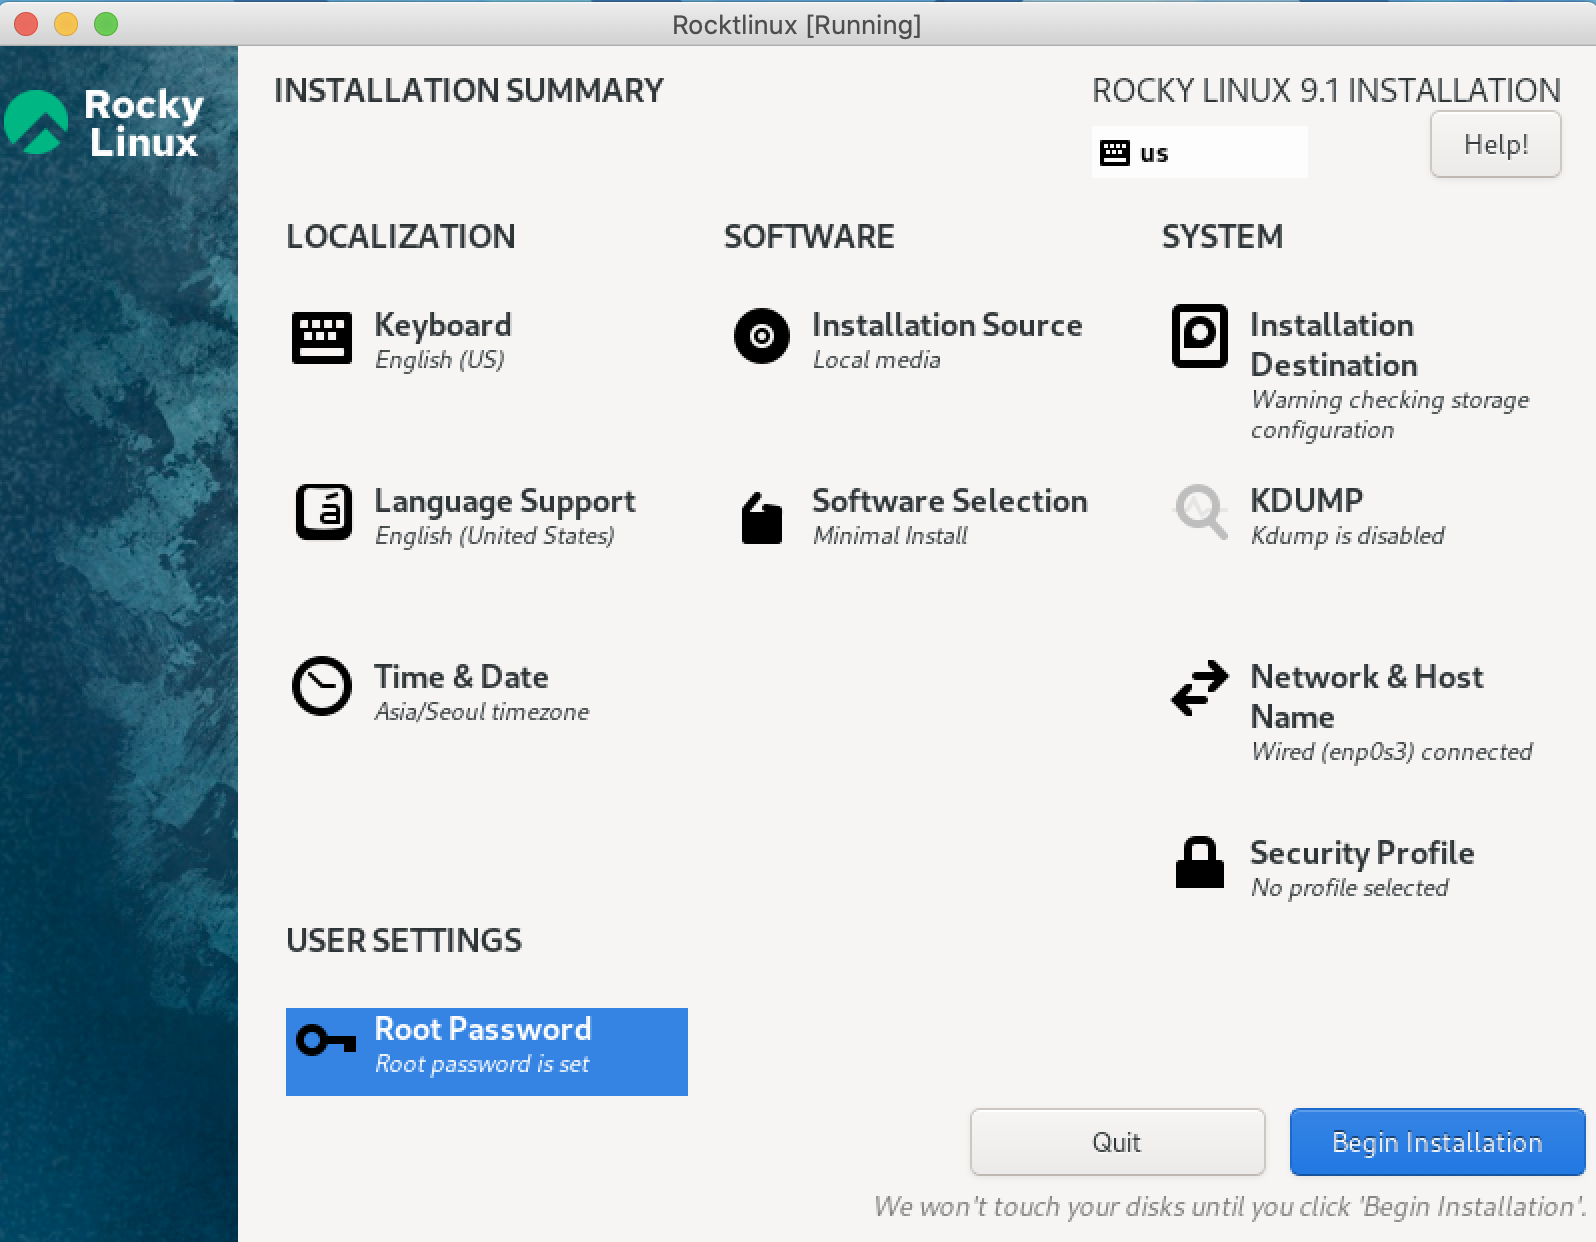 Rocktlinux [Running]
Rocky
Linux
INSTALLATION SUMMARY
ROCKY LINUX 9.1 INSTALLATION
us
Help!
LOCALIZATION
Keyboard
English (US)
Language Support
English (United States)
Time & Date
Asia/Seoul timezone
SOFTWARE
Installation Source
Local media
Software Selection
Minimal Install
SYSTEM
Installation
Destination
Warning checking storage
configuration
KDUMP
Kdump is disabled
Network & Host
Name
Wired (enp0s3) connected
Security Profile
No profile selected
USER SETTINGS
Root Password
Root password is set
Quit
Begin Installation
We won't touch your disks until you click 'Begin Installation'.